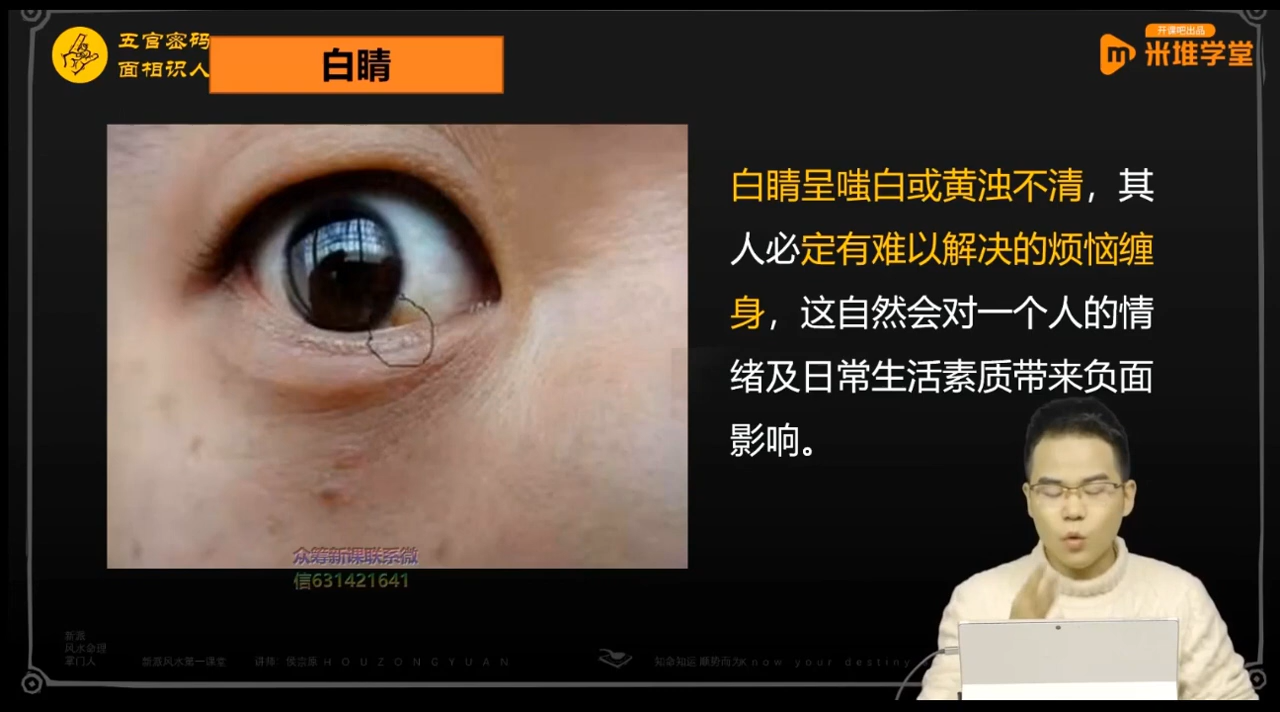 五官密码
面相识人
白睛
开课吧出品
米堆学堂
白睛呈嗤白或黄浊不清，其
人必定有难以解决的烦恼缠
身，这自然会对一个人的情
绪及日常生活素质带来负面
影响。
众筹新课联系微
信631421641
新派
风水命理
掌门人
新派风水第一课堂
讲师：侯宗原 HOUZONGYUAN
知命知运 顺势而为
Know your destiny